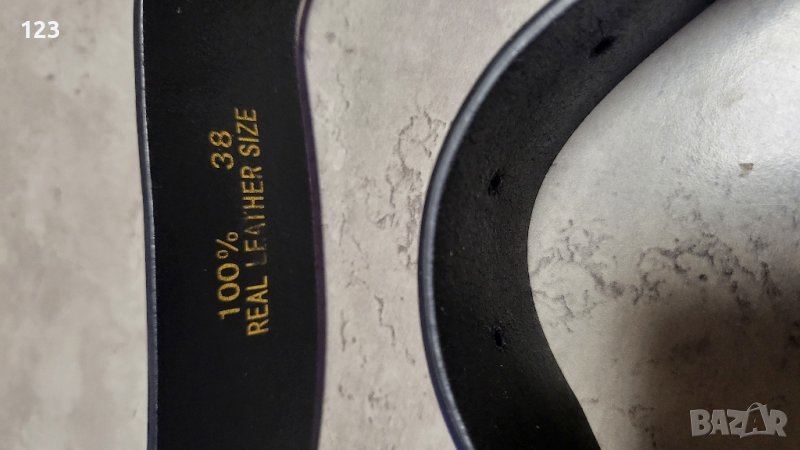 123
100% 38
REAL LEATHER SIZE
BAZAR